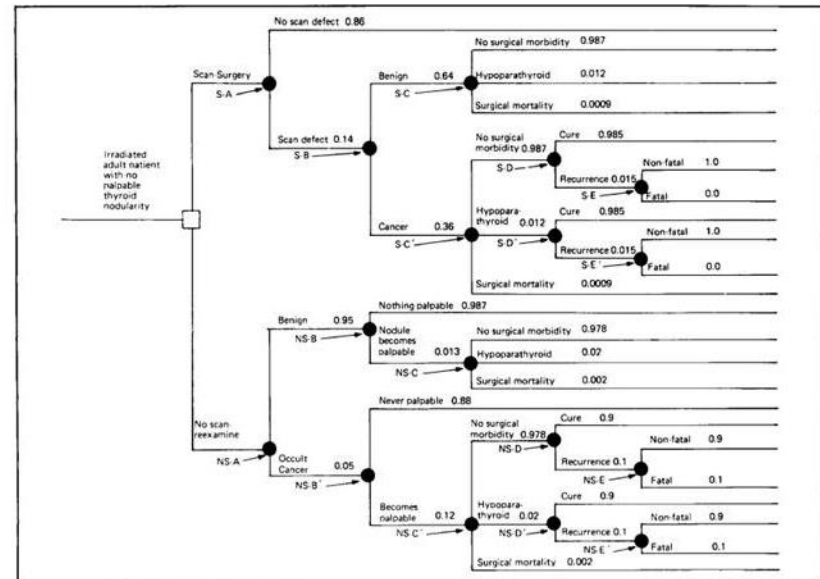 No scan defect 0.86
No surgical morbidity 0.987
Scan-Surgery
Benign 0.64
Hypoparathyroid 0.012
S-A
S-C
Surgical mortality 0.0009
No surgical
morbidity 0.987
Cure 0.985
Scan defect 0.14
S-B
S-D
Non-fatal 1.0
Recurrence 0.015
S-E
Fatal 0.0
Irradiated
adult natient
with no
palpable
thyroid
nodularity
Cancer 0.36
S-C'
Hypopara-
thyroid 0.012
S-D'
Cure 0.985
Non-fatal 1.0
Recurrence 0.015
S-E'
Fatal 0.0
Surgical mortality 0.0009
Nothing palpable 0.987
Benign 0.95
NS-B
Nodule
becomes
palpable 0.013
NS-C
No surgical morbidity 0.978
Hypoparathyroid 0.02
Surgical mortality 0.002
Never palpable 0.88
No scan
reexamine
NS-A
Occult
Cancer 0.05
NS-B'
No surgical
morbidity 0.978
NS-D
Cure 0.9
Non-fatal 0.9
Recurrence 0.1
NS-E
Fatal 0.1
Becomes
palpable 0.12
NS-C'
Hypopara-
thyroid 0.02
NS-D'
Cure 0.9
Non-fatal 0.9
Recurrence 0.1
NS-E'
Fatal 0.1
Surgical mortality 0.002